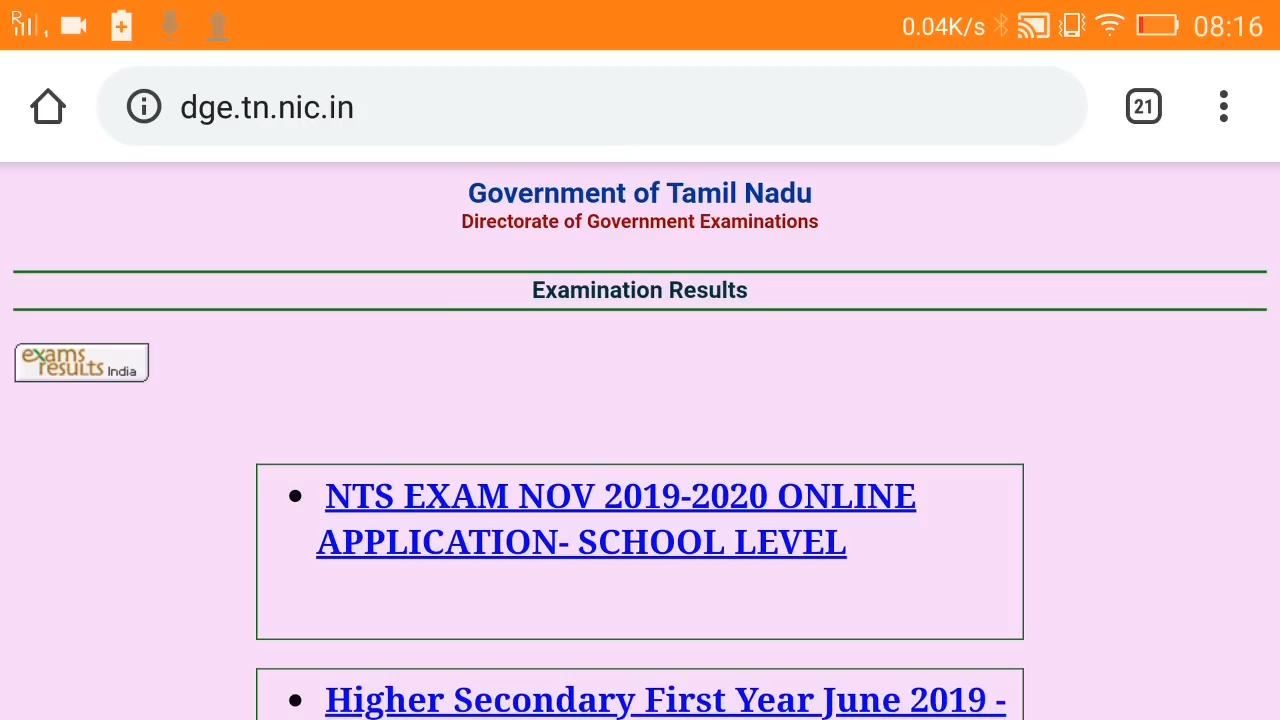 R
0.04K/s 08:16
dge.tn.nic.in 21
Government of Tamil Nadu
Directorate of Government Examinations
Examination Results
exams
results India
NTS EXAM NOV 2019-2020 ONLINE
APPLICATION- SCHOOL LEVEL
Higher Secondary First Year June 2019 -